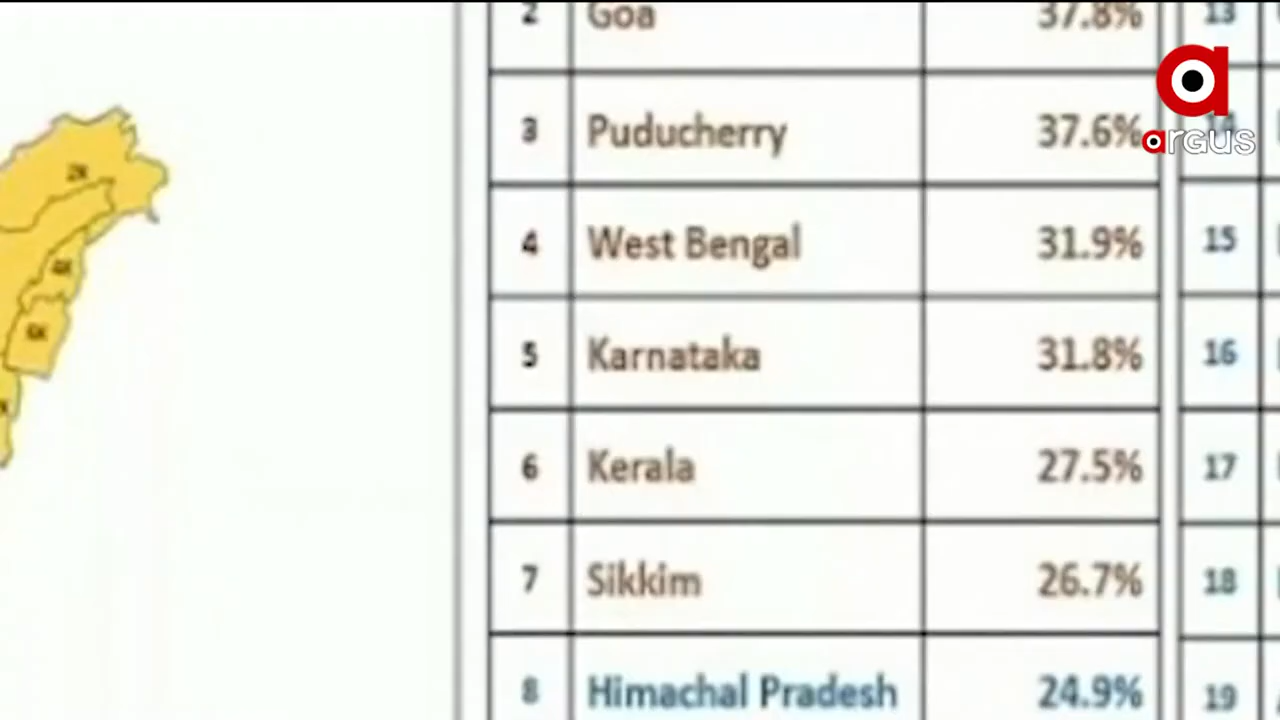 2 Goa 37.8% 13
3 Puducherry 37.6%
argus
4 West Bengal 31.9% 15
5 Karnataka 31.8% 16
6 Kerala 27.5% 17
7 Sikkim 26.7% 18
8 Himachal Pradesh 24.9% 19